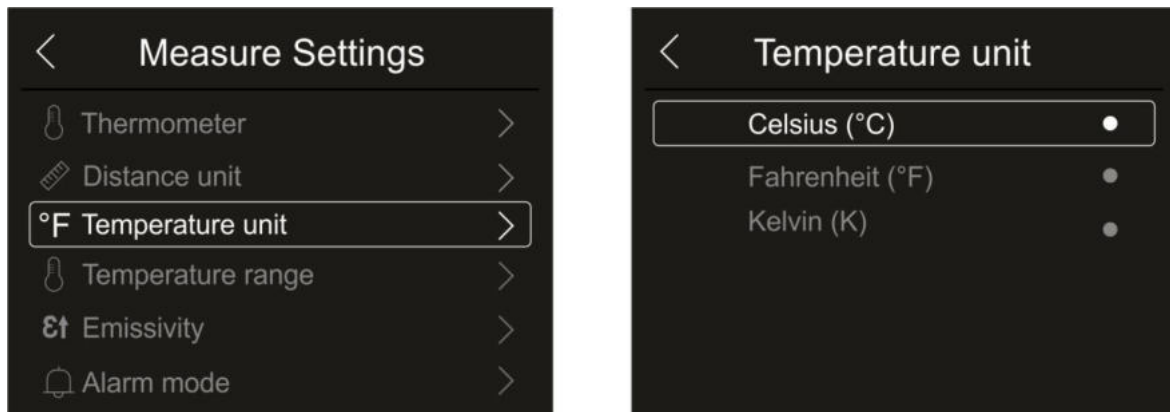 Measure Settings
Thermometer
Distance unit
°F Temperature unit
Temperature range
Ɛ† Emissivity
Alarm mode
Temperature unit
Celsius (°C)
Fahrenheit (°F)
Kelvin (K)